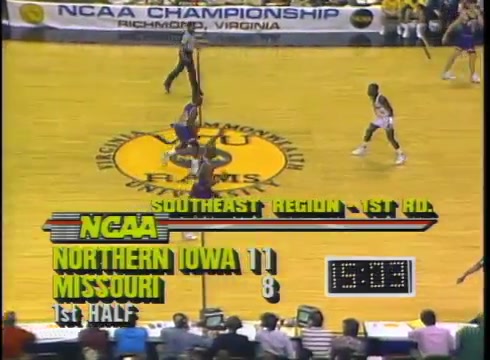 NCAA CHAMPIONSHIP
RICHMOND, VIRGINIA
VIRGINIA COMMONWEALTH
VCU
RAMS
UNIVERSITY
SOUTHEAST REGION - 1ST RD.
NCAA
NORTHERN IOWA 11
MISSOURI 8
1st HALF
15:03